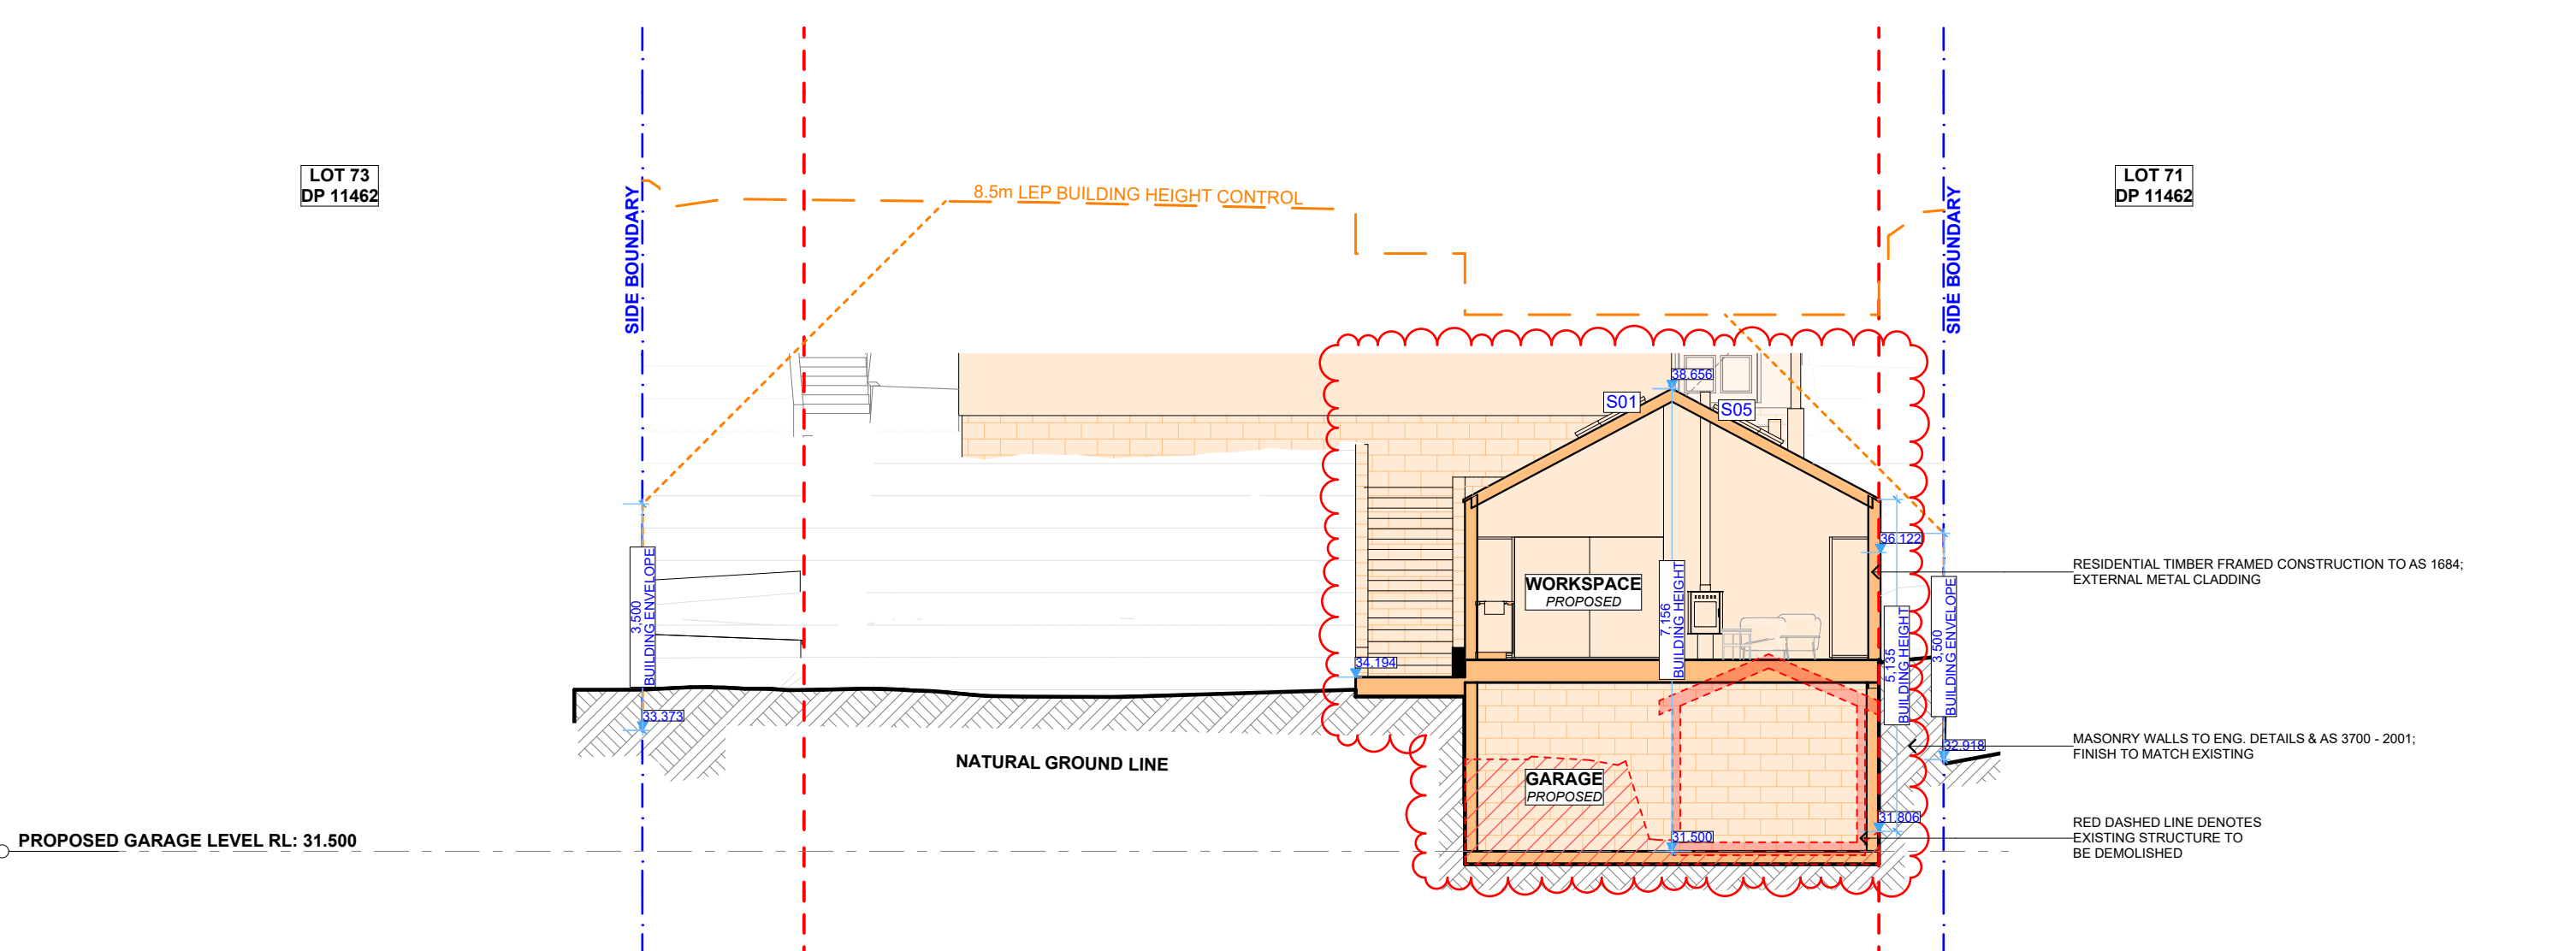 LOT 73
DP 11462
SIDE BOUNDARY
8.5m LEP BUILDING HEIGHT CONTROL
SIDE BOUNDARY
LOT 71
DP 11462
38.656
S01
S05
36.122
RESIDENTIAL TIMBER FRAMED CONSTRUCTION TO AS 1684;
EXTERNAL METAL CLADDING
3,500
BUILDING ENVELOPE
WORKSPACE
PROPOSED
7,156
BUILDING HEIGHT
5,135
BUILDING HEIGHT
3,500
BUILDING ENVELOPE
34.194
33.373
32.918
MASONRY WALLS TO ENG. DETAILS & AS 3700 - 2001;
FINISH TO MATCH EXISTING
NATURAL GROUND LINE
GARAGE
PROPOSED
31.806
31.500
RED DASHED LINE DENOTES
EXISTING STRUCTURE TO
BE DEMOLISHED
PROPOSED GARAGE LEVEL RL: 31.500